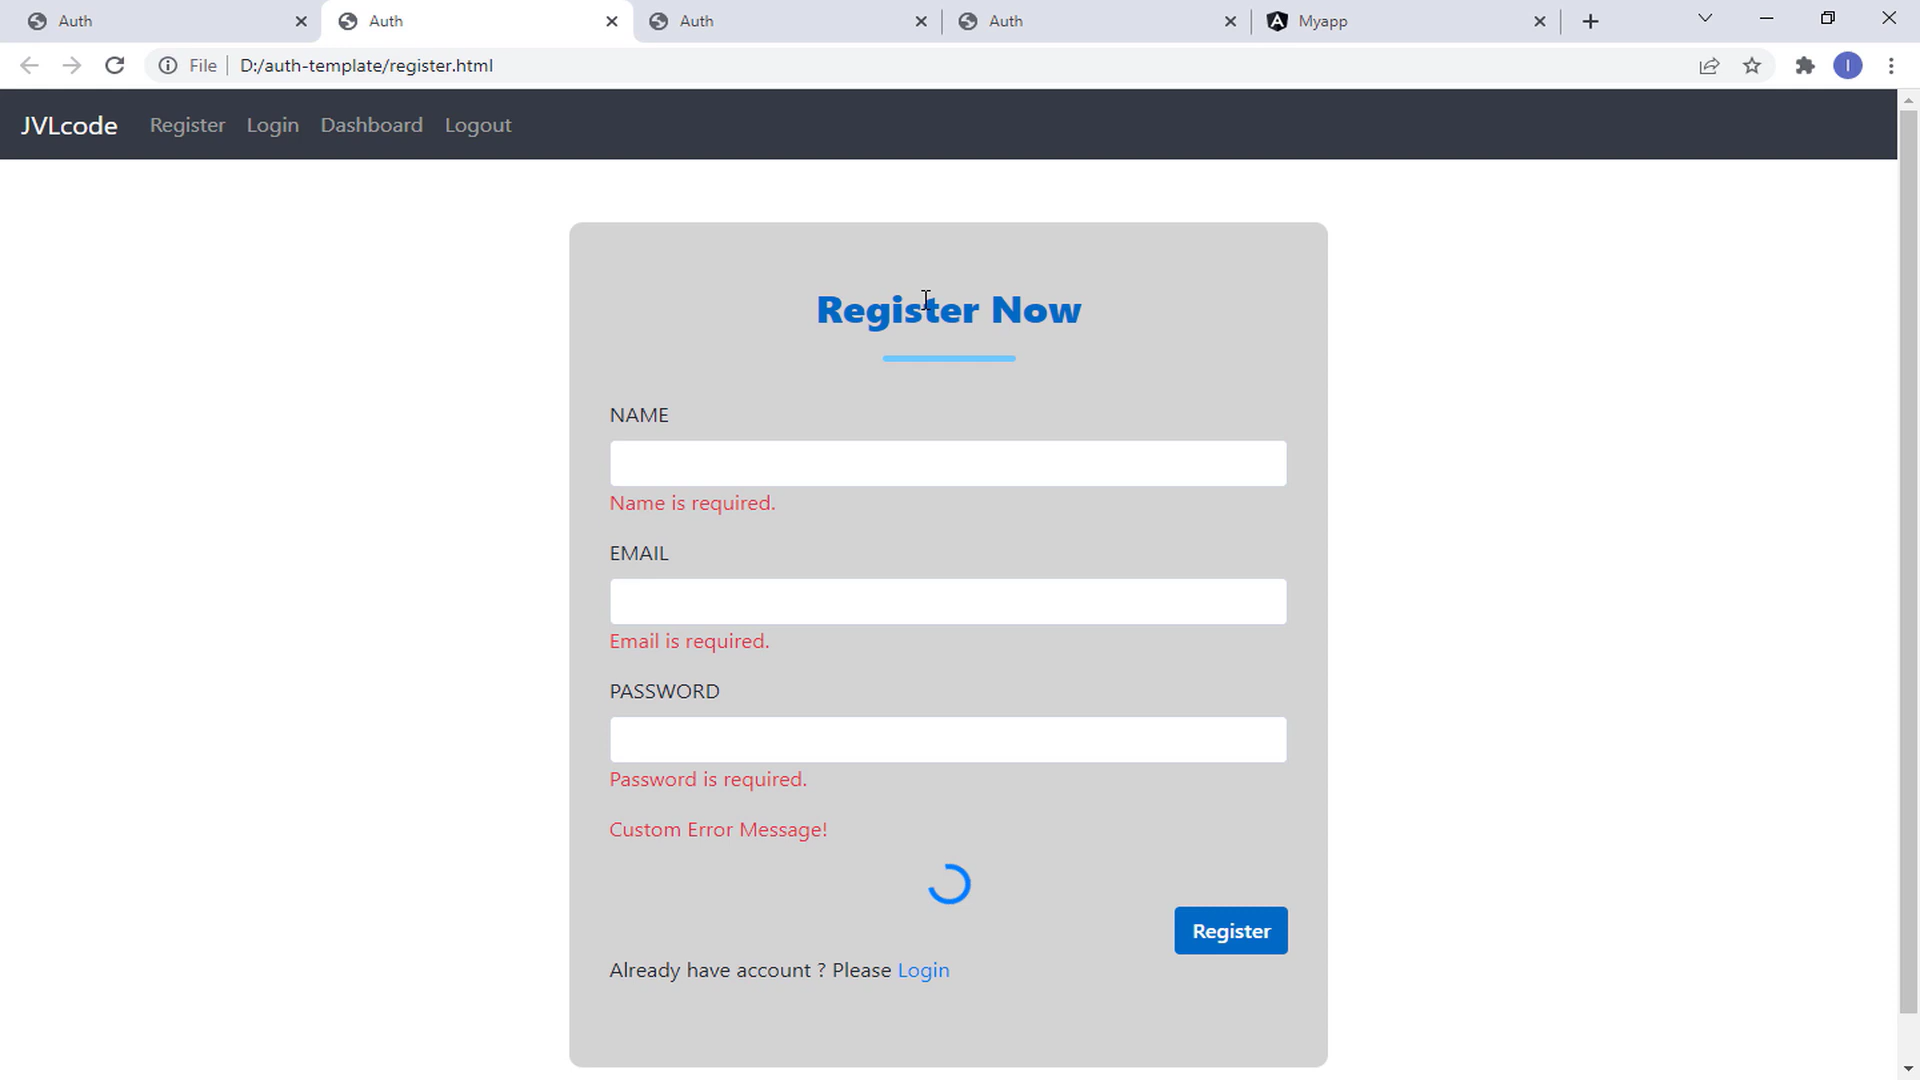 Auth
Auth
Auth
Auth
Myapp
File D:/auth-template/register.html
I
JVLcode Register Login Dashboard Logout
Register Now
NAME
Name is required.
EMAIL
Email is required.
PASSWORD
Password is required.
Custom Error Message!
Register
Already have account ? Please Login